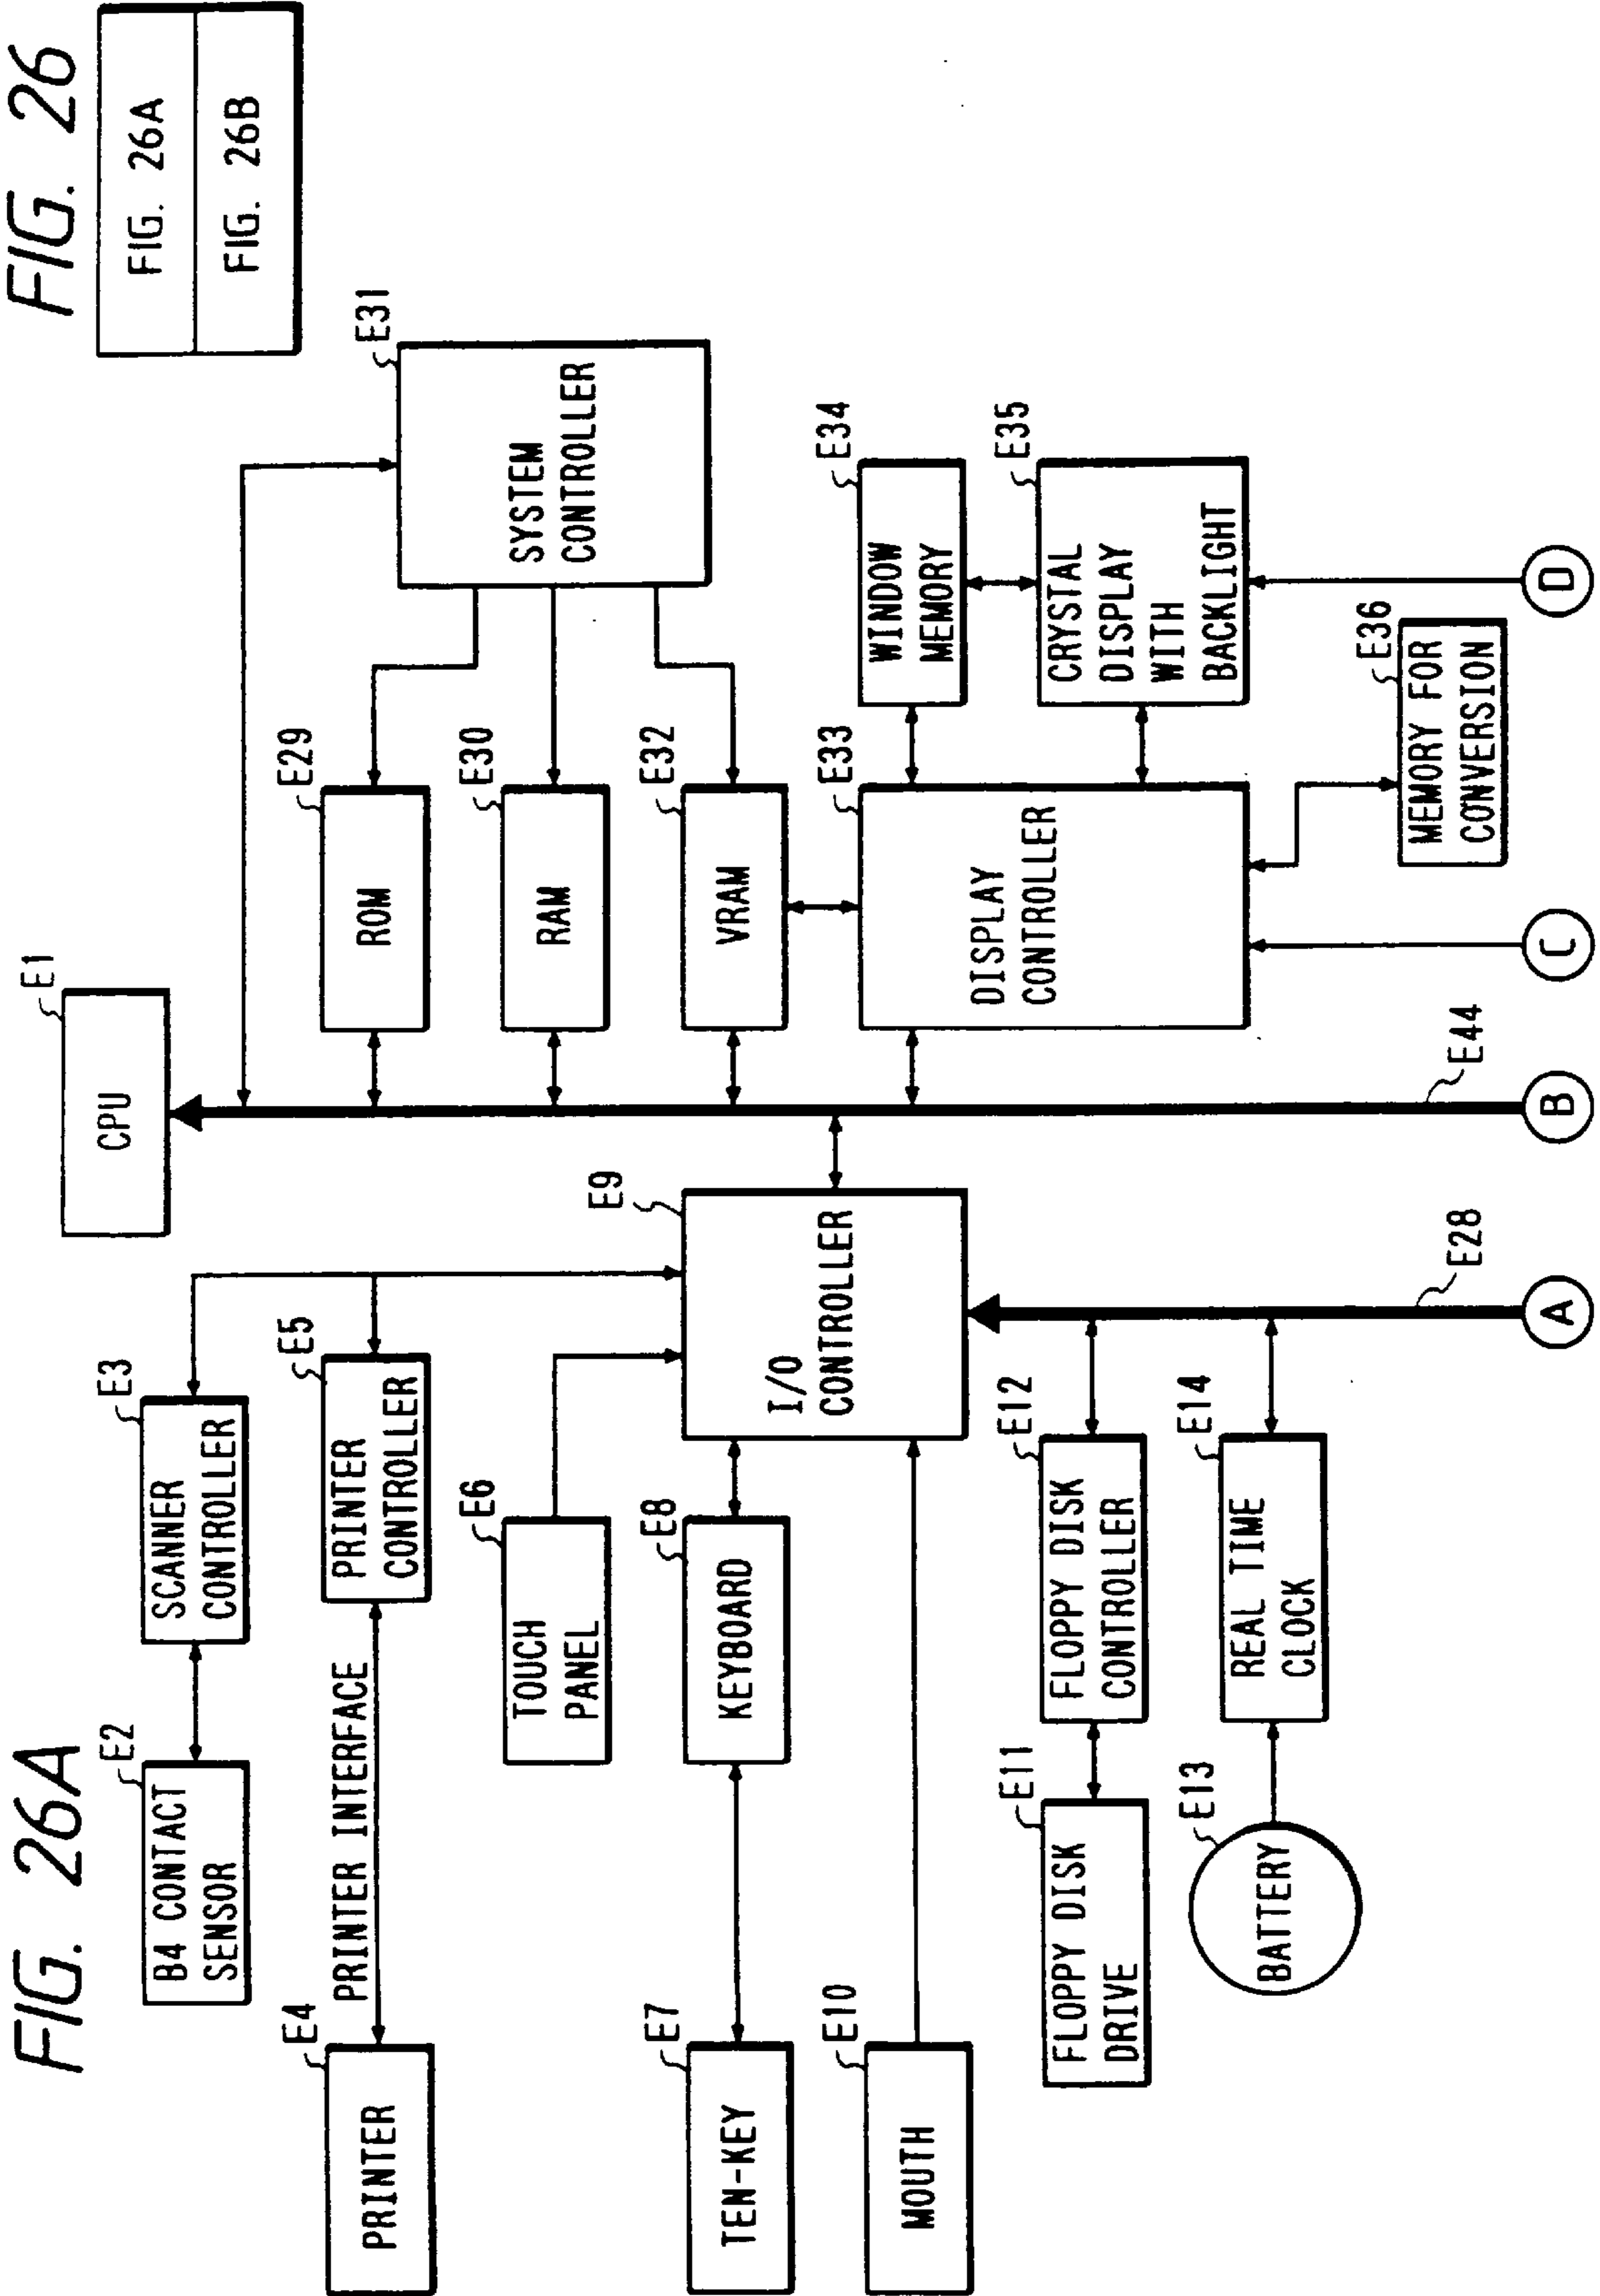 FIG. 26A
FIG. 26
FIG. 26A
FIG. 26B
CPU
E1
E2
B4 CONTACT
SENSOR
E3
SCANNER
CONTROLLER
E4
PRINTER
PRINTER INTERFACE
E5
PRINTER
CONTROLLER
E6
TOUCH
PANEL
E7
TEN-KEY
E8
KEYBOARD
E9
I/O
CONTROLLER
E10
MOUTH
E11
FLOPPY DISK
DRIVE
E12
FLOPPY DISK
CONTROLLER
E13
BATTERY
E14
REAL TIME
CLOCK
E28
E44
E29
ROM
E30
RAM
E31
SYSTEM
CONTROLLER
E32
VRAM
E33
DISPLAY
CONTROLLER
E34
WINDOW
MEMORY
E35
CRYSTAL
DISPLAY
WITH
BACKLIGHT
E36
MEMORY FOR
CONVERSION
A
B
C
D